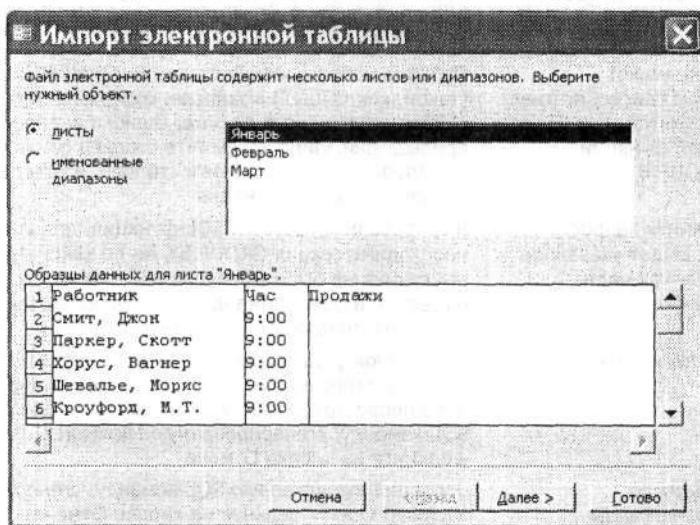 Импорт электронной таблицы
Файл электронной таблицы содержит несколько листов или диапазонов. Выберите
нужный объект.
листы
именованные
диапазоны
Январь
Февраль
Март
Образцы данных для листа "Январь".
1 Работник Час Продажи
2 Смит, Джон 9:00
3 Паркер, Скотт 9:00
4 Хорус, Вагнер 9:00
5 Шевалье, Морис 9:00
6 Кроуфорд, М.Т. 9:00
Отмена < Назад Далее > Готово